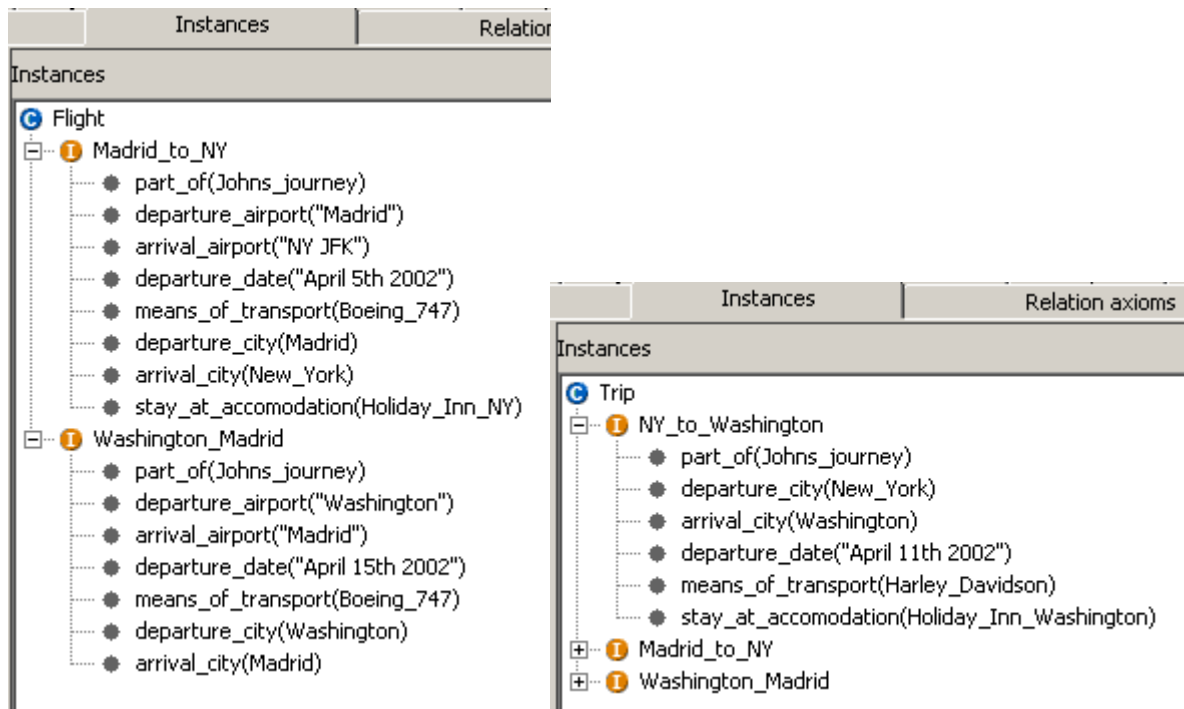 Instances
Relation
Instances
Flight
Madrid_to_NY
part_of(Johns_journey)
departure_airport("Madrid")
arrival_airport("NY JFK")
departure_date("April 5th 2002")
means_of_transport(Boeing_747)
departure_city(Madrid)
arrival_city(New_York)
stay_at_accomodation(Holiday_Inn_NY)
Washington_Madrid
part_of(Johns_journey)
departure_airport("Washington")
arrival_airport("Madrid")
departure_date("April 15th 2002")
means_of_transport(Boeing_747)
departure_city(Washington)
arrival_city(Madrid)
Instances
Relation axioms
Instances
Trip
NY_to_Washington
part_of(Johns_journey)
departure_city(New_York)
arrival_city(Washington)
departure_date("April 11th 2002")
means_of_transport(Harley_Davidson)
stay_at_accomodation(Holiday_Inn_Washington)
Madrid_to_NY
Washington_Madrid